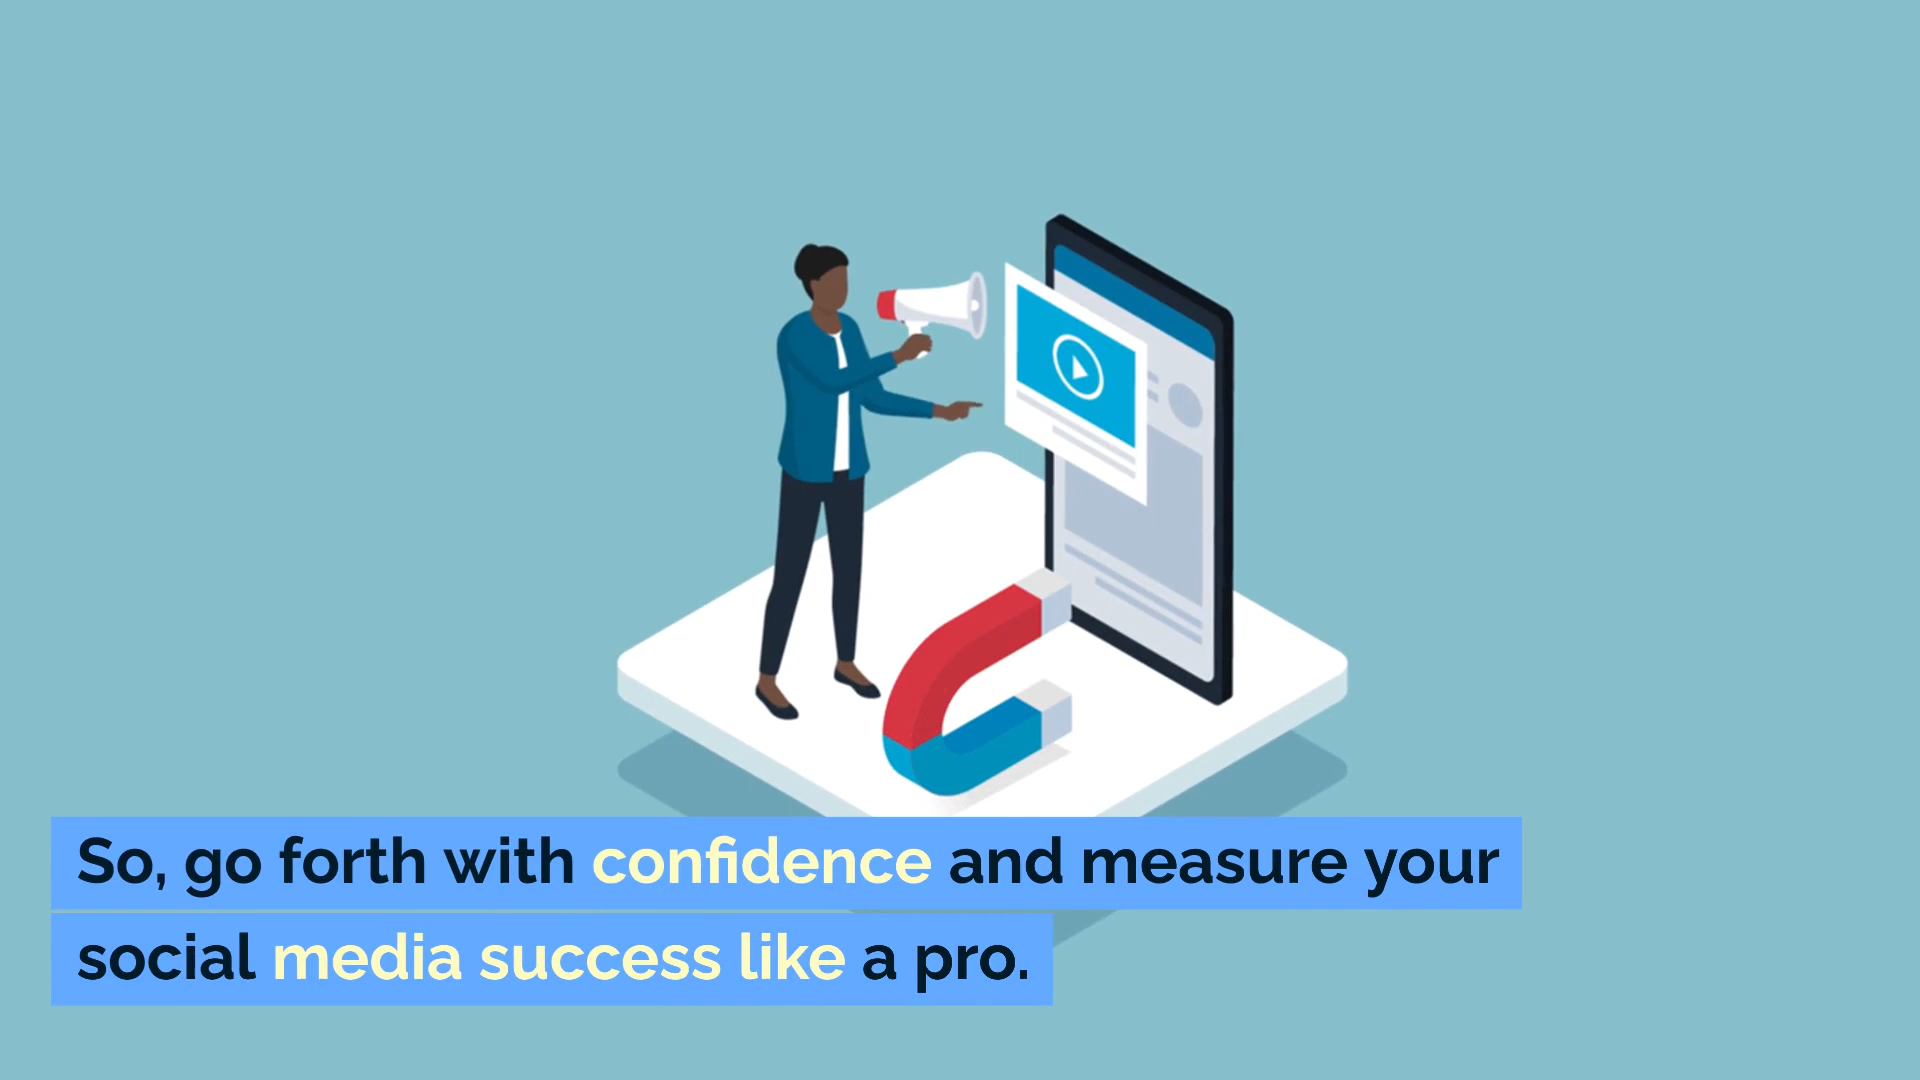 So, go forth with confidence and measure your
social media success like a pro.